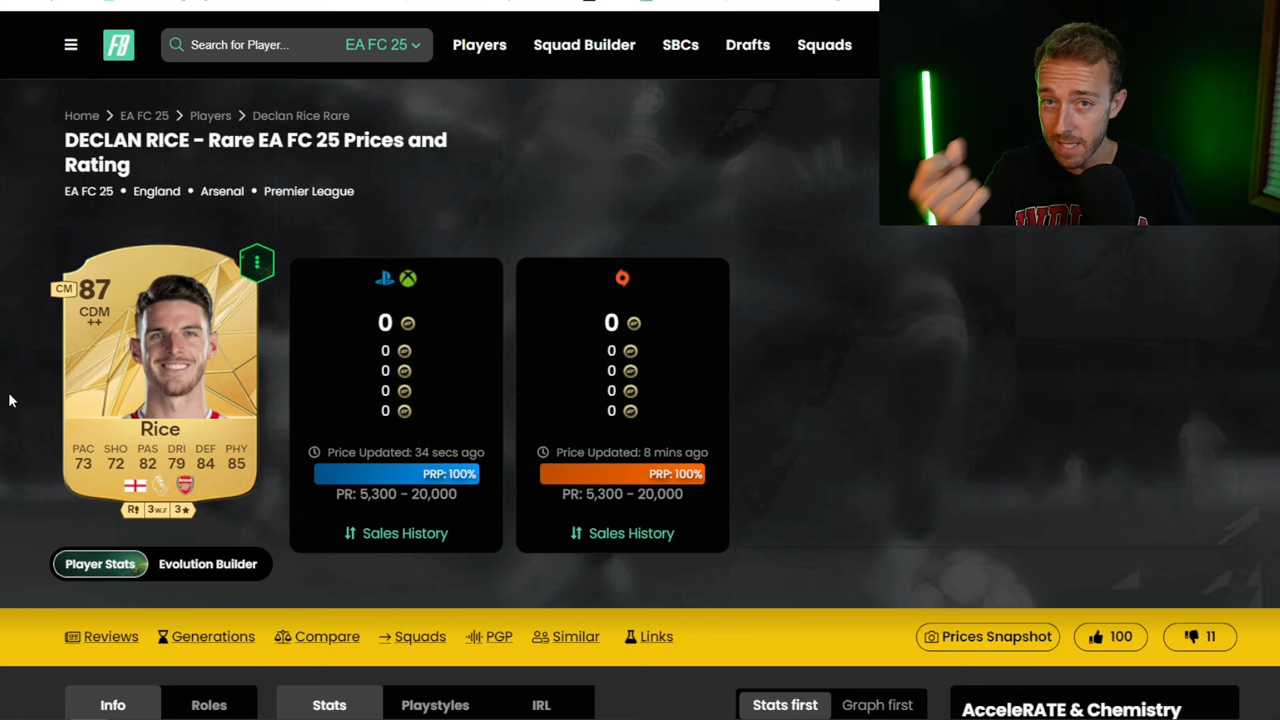 Search for Player...
EA FC 25
Players
Squad Builder
SBCs
Drafts
Squads
Home > EA FC 25 > Players > Declan Rice Rare
DECLAN RICE - Rare EA FC 25 Prices and
Rating
EA FC 25 • England • Arsenal • Premier League
CM
87
CDM
++
Rice
PAC SHO PAS DRI DEF PHY
73 72 82 79 84 85
R
3 W.F
3★
0
0
0
0
0
Price Updated: 34 secs ago
PRP: 100%
PR: 5,300 - 20,000
Sales History
0
0
0
0
0
Price Updated: 8 mins ago
PRP: 100%
PR: 5,300 - 20,000
Sales History
Player Stats
Evolution Builder
Reviews
Generations
Compare
Squads
PGP
Similar
Links
Prices Snapshot
100
11
Info
Roles
Stats
Playstyles
IRL
Stats first
Graph first
AcceleRATE & Chemistry